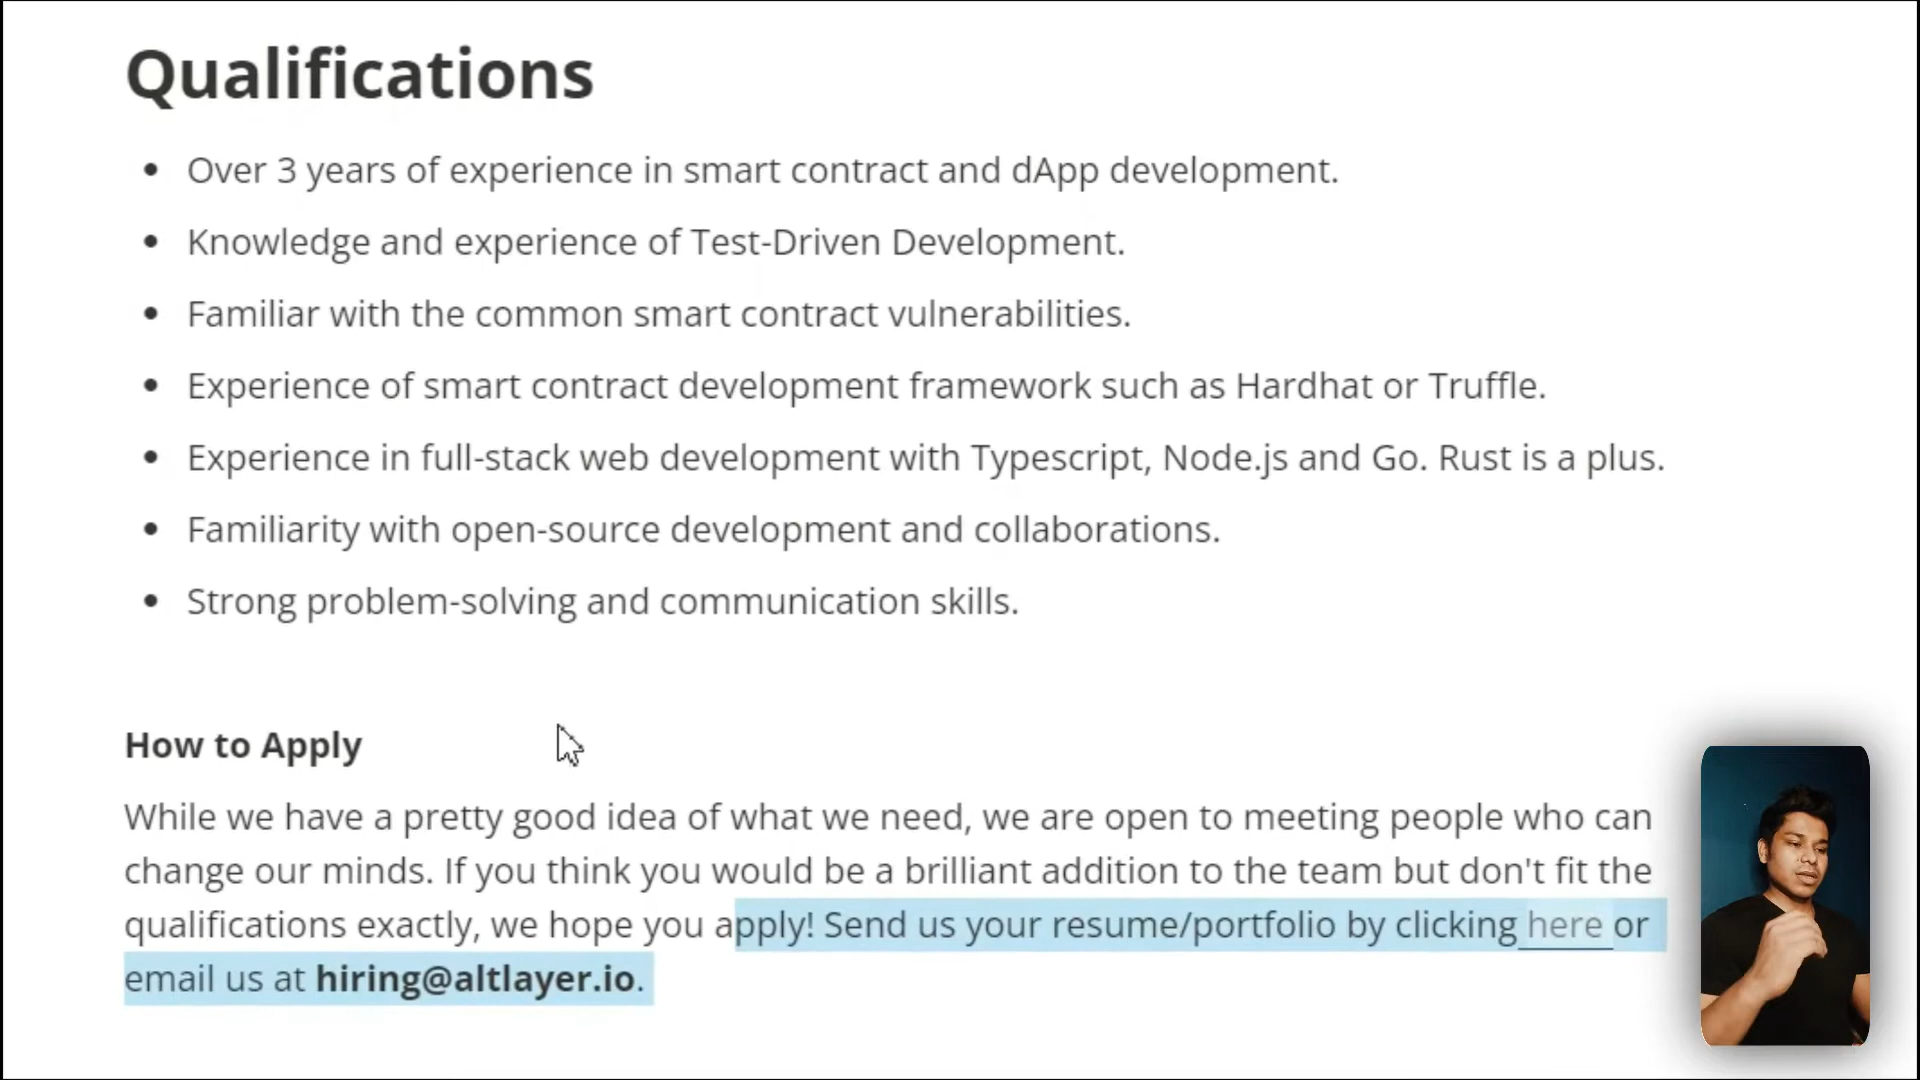 Qualifications
• Over 3 years of experience in smart contract and dApp development.
• Knowledge and experience of Test-Driven Development.
• Familiar with the common smart contract vulnerabilities.
• Experience of smart contract development framework such as Hardhat or Truffle.
• Experience in full-stack web development with Typescript, Node.js and Go. Rust is a plus.
• Familiarity with open-source development and collaborations.
• Strong problem-solving and communication skills.
How to Apply
While we have a pretty good idea of what we need, we are open to meeting people who can
change our minds. If you think you would be a brilliant addition to the team but don't fit the
qualifications exactly, we hope you apply! Send us your resume/portfolio by clicking here or
email us at hiring@altlayer.io.